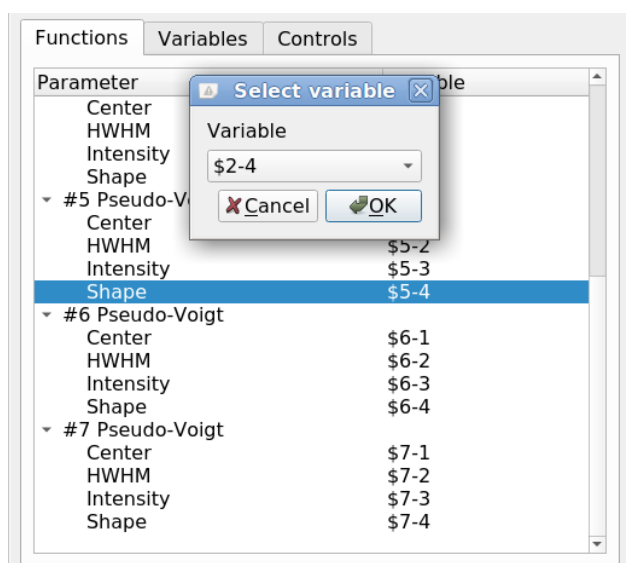 Functions Variables Controls
Parameter
Select variable
Center
HWHM
Variable
Intensity
$2-4
Shape
#5 Pseudo-V
Cancel OK
Center
HWHM $5-2
Intensity $5-3
Shape $5-4
#6 Pseudo-Voigt
Center $6-1
HWHM $6-2
Intensity $6-3
Shape $6-4
#7 Pseudo-Voigt
Center $7-1
HWHM $7-2
Intensity $7-3
Shape $7-4